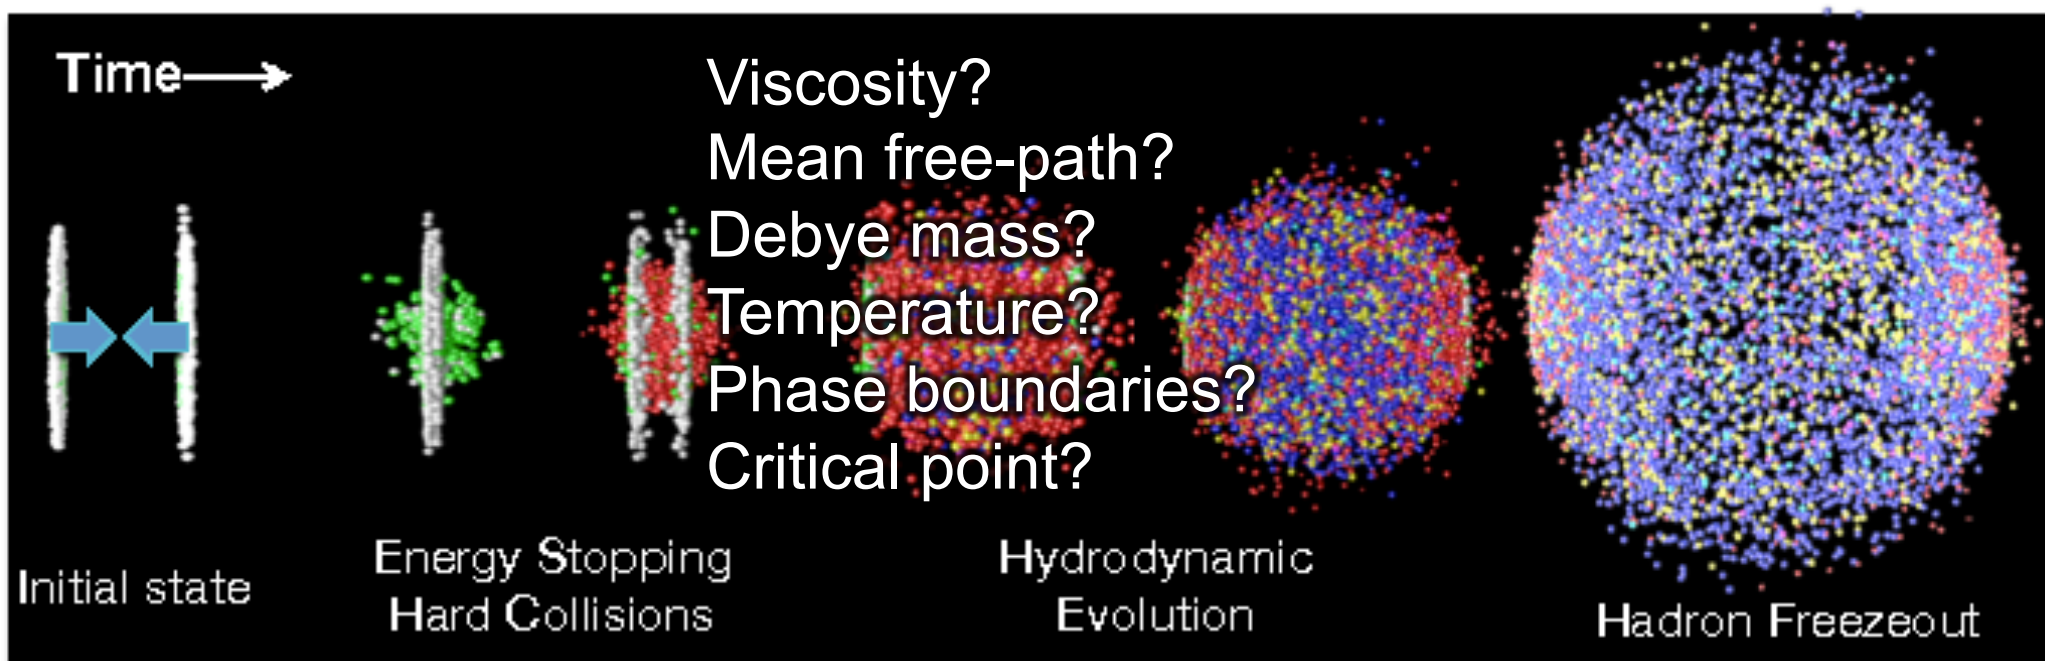 Time
Viscosity?
Mean free-path?
Debye mass?
Temperature?
Phase boundaries?
Critical point?
Initial state
Energy Stopping
Hard Collisions
Hydrodynamic
Evolution
Hadron Freezeout